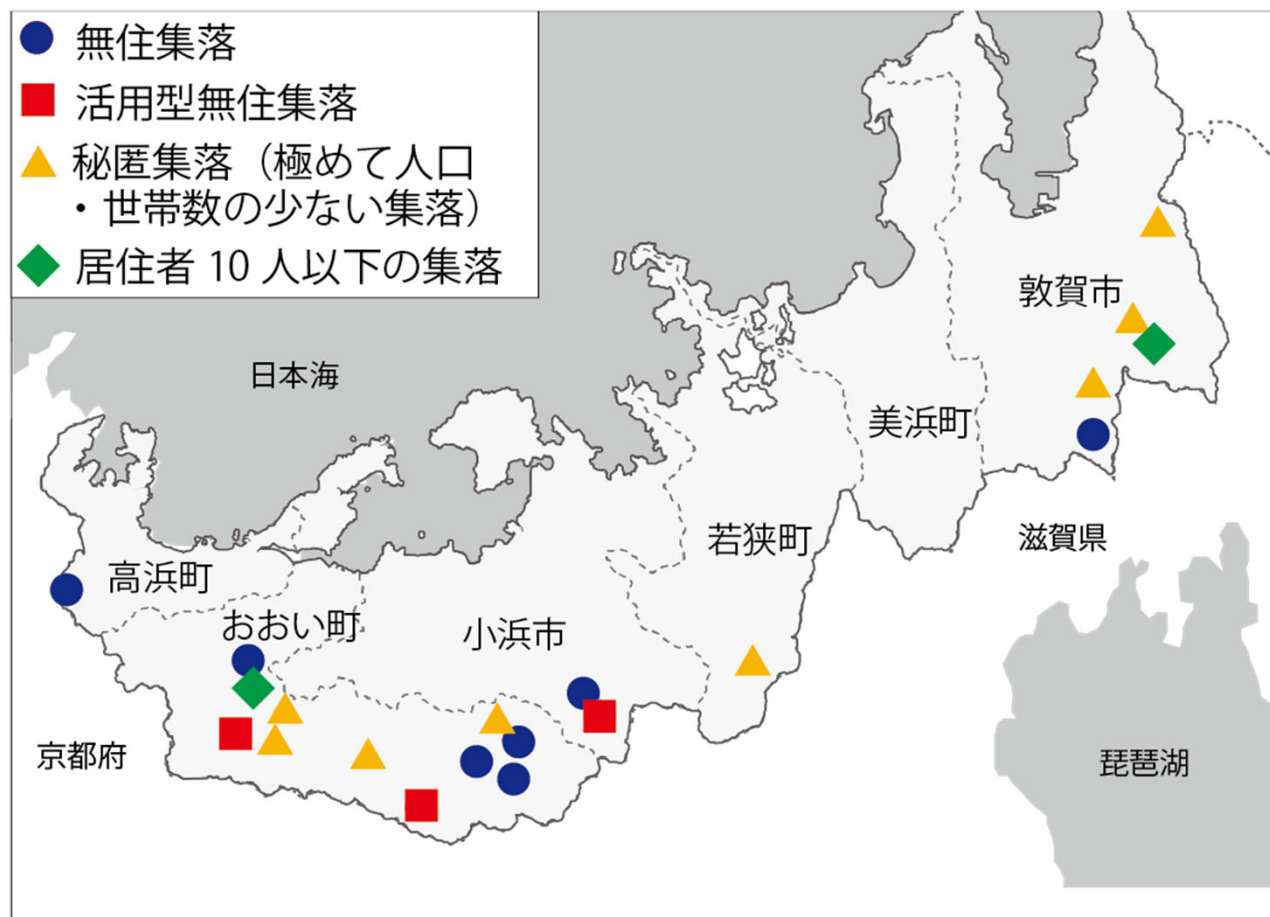 無住集落
活用型無住集落
秘匿集落（極めて人口
・世帯数の少ない集落）
居住者 10 人以下の集落
敦賀市
日本海
美浜町
若狭町
滋賀県
高浜町
おおい町
小浜市
京都府
琵琶湖